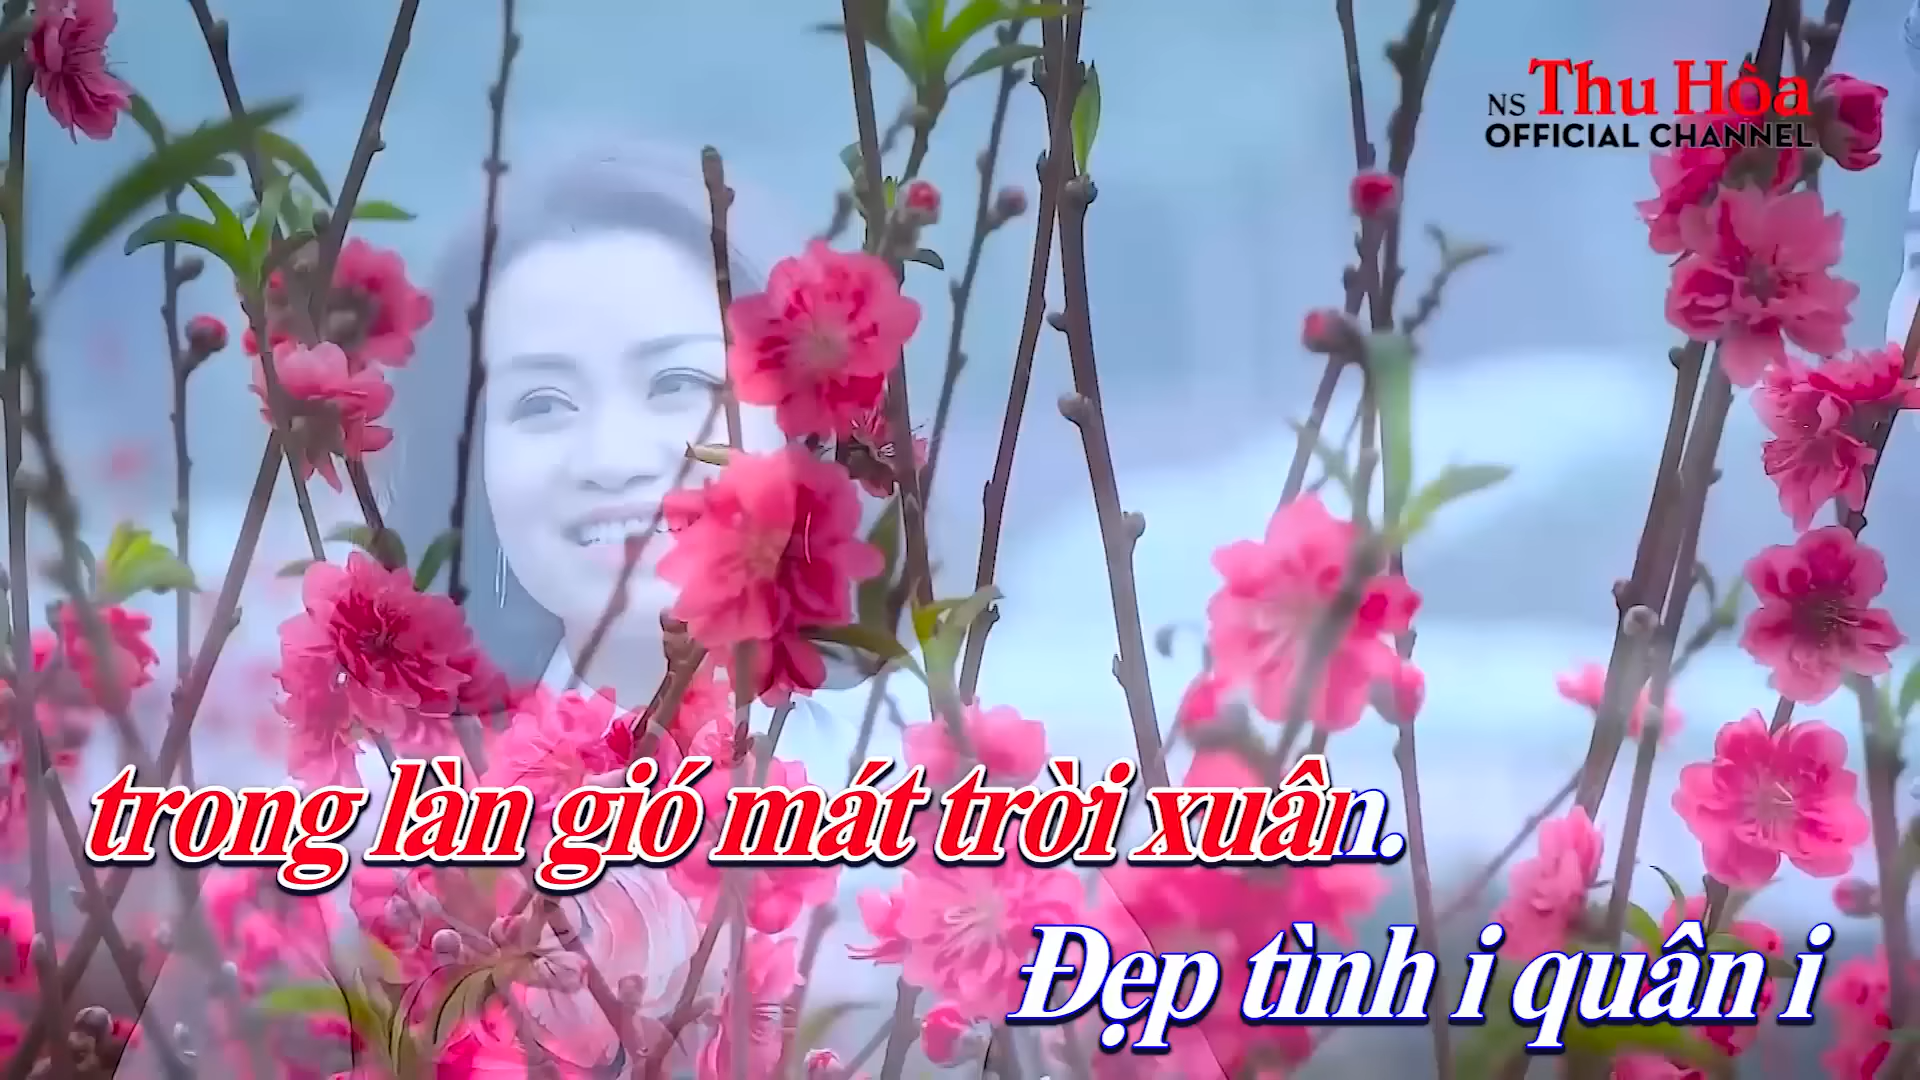 NS Thu Hòa
OFFICIAL CHANNEL
trong làn gió mát trời xuân.
Đẹp tình i quân i